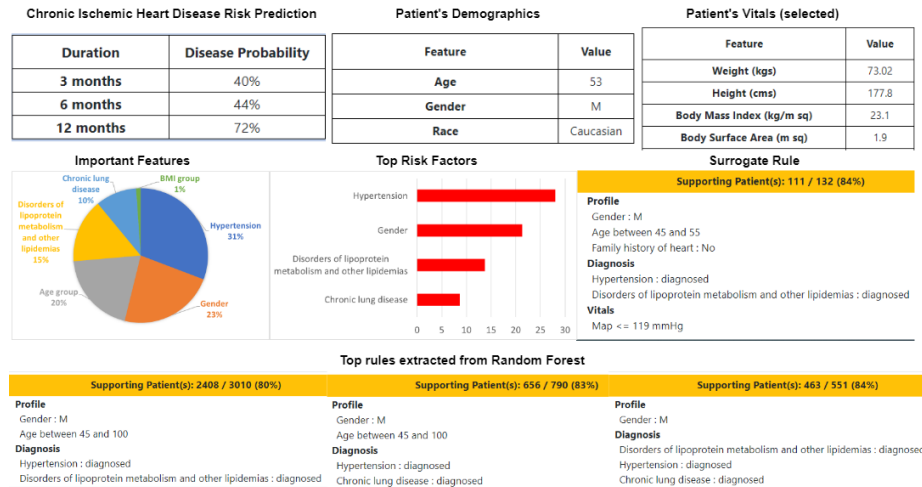 Chronic Ischemic Heart Disease Risk Prediction
Duration Disease Probability
3 months 40%
6 months 44%
12 months 72%
Patient's Demographics
Feature Value
Age 53
Gender M
Race Caucasian
Patient's Vitals (selected)
Feature Value
Weight (kgs) 73.02
Height (cms) 177.8
Body Mass Index (kg/m sq) 23.1
Body Surface Area (m sq) 1.9
Important Features
Chronic lung
disease
10%
BMI group
1%
Disorders of
lipoprotein
metabolism
and other
lipidemias
15%
Hypertension
31%
Age group
20%
Gender
23%
Top Risk Factors
Hypertension
Gender
Disorders of lipoprotein
metabolism and other lipidemias
Chronic lung disease
0 5 10 15 20 25 30
Surrogate Rule
Supporting Patient(s): 111 / 132 (84%)
Profile
Gender : M
Age between 45 and 55
Family history of heart : No
Diagnosis
Hypertension : diagnosed
Disorders of lipoprotein metabolism and other lipidemias : diagnosed
Vitals
Map <= 119 mmHg
Top rules extracted from Random Forest
Supporting Patient(s): 2408 / 3010 (80%)
Profile
Gender : M
Age between 45 and 100
Diagnosis
Hypertension : diagnosed
Disorders of lipoprotein metabolism and other lipidemias : diagnosed
Supporting Patient(s): 656 / 790 (83%)
Profile
Gender : M
Age between 45 and 100
Diagnosis
Hypertension : diagnosed
Chronic lung disease : diagnosed
Supporting Patient(s): 463 / 551 (84%)
Profile
Gender : M
Diagnosis
Disorders of lipoprotein metabolism and other lipidemias : diagnosed
Hypertension : diagnosed
Chronic lung disease : diagnosed